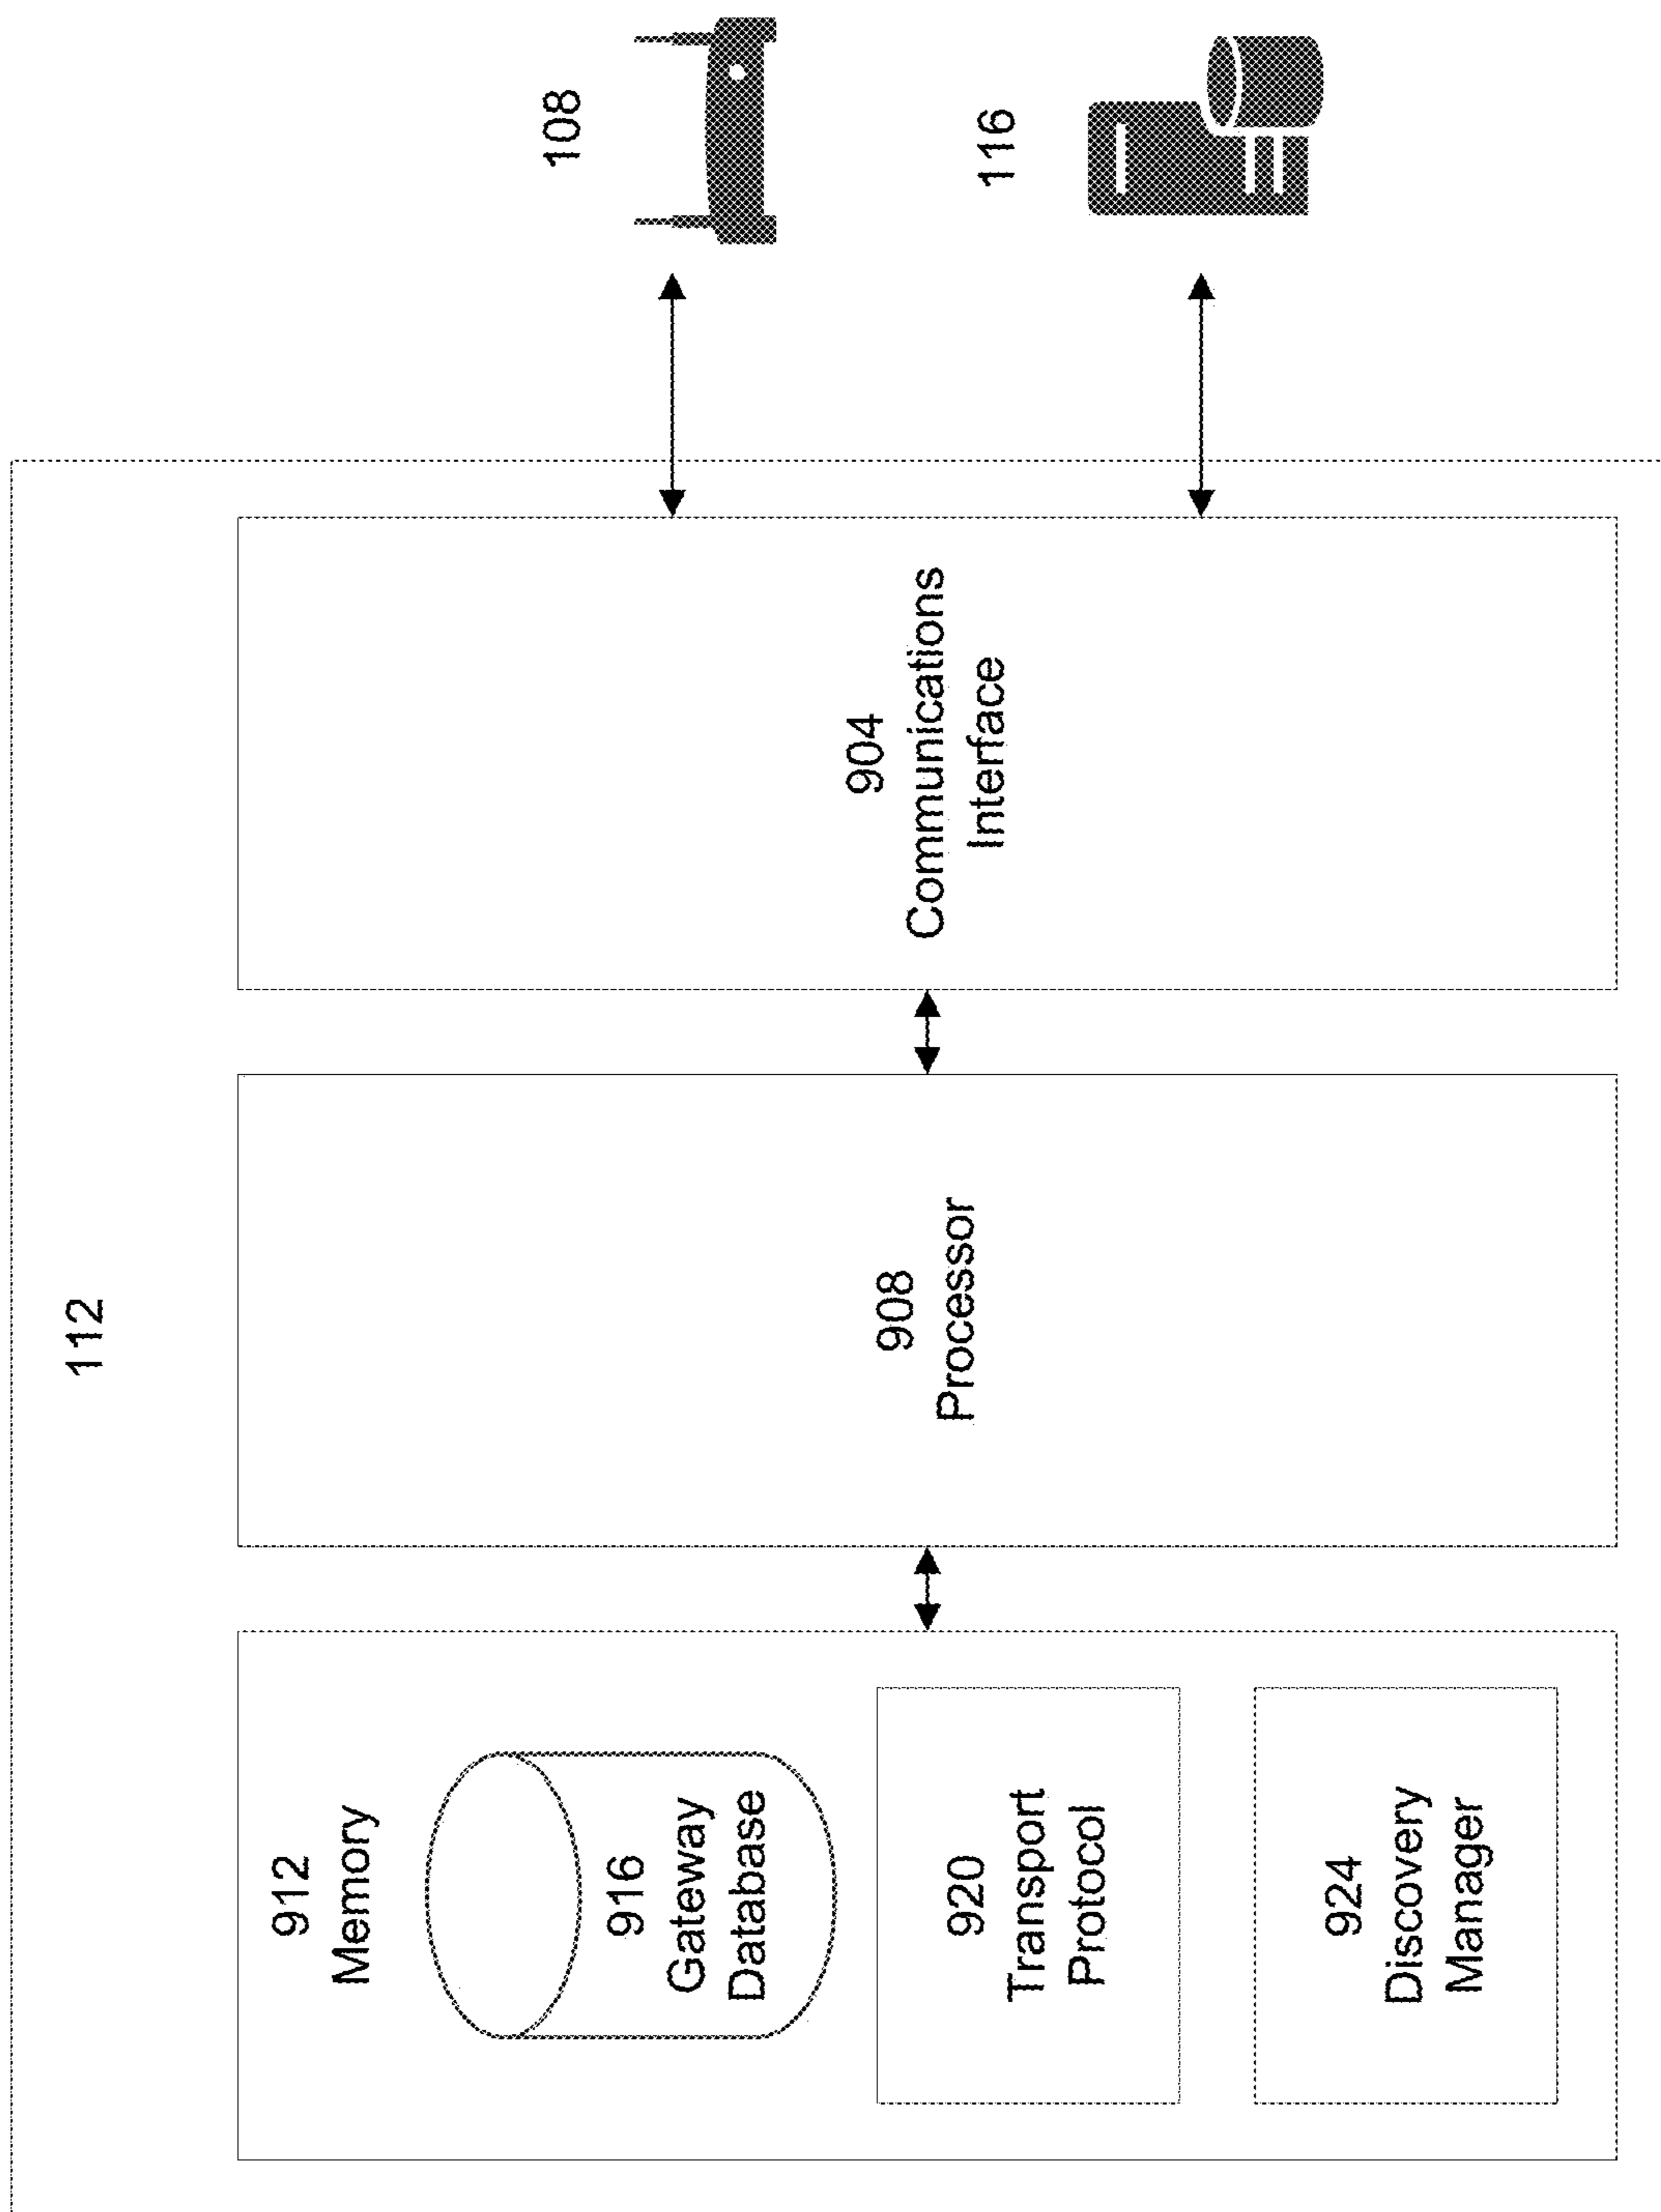 112
912
Memory
916
Gateway
Database
920
Transport
Protocol
924
Discovery
Manager
908
Processor
904
Communications
Interface
108
116